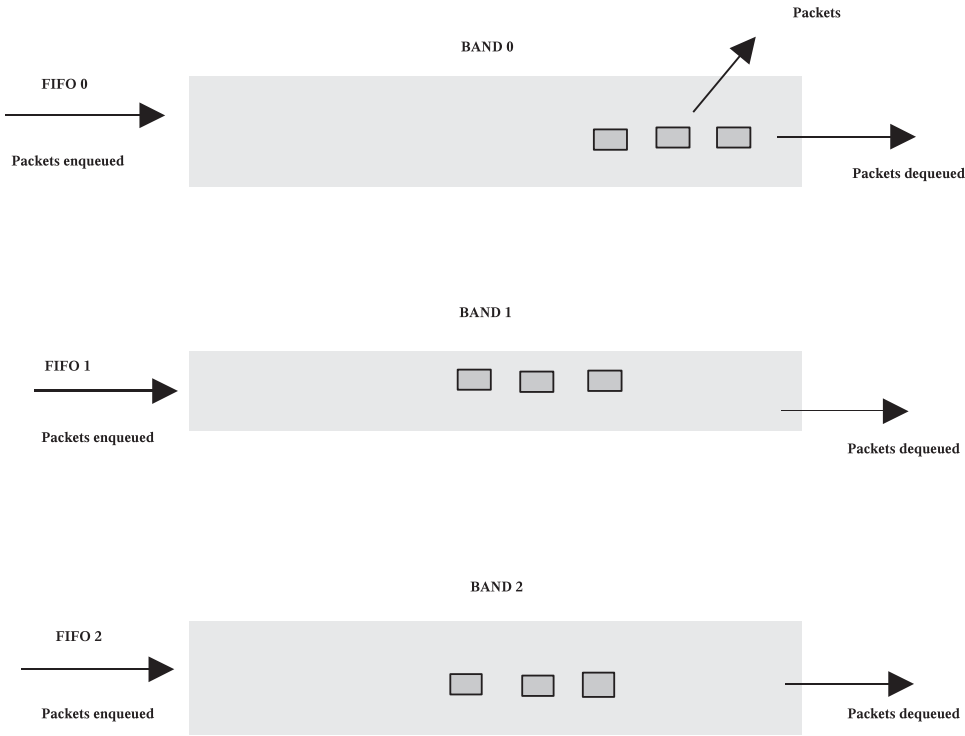 Packets
BAND 0
FIFO 0
Packets enqueued
Packets dequeued
BAND 1
FIFO 1
Packets enqueued
Packets dequeued
BAND 2
FIFO 2
Packets enqueued
Packets dequeued